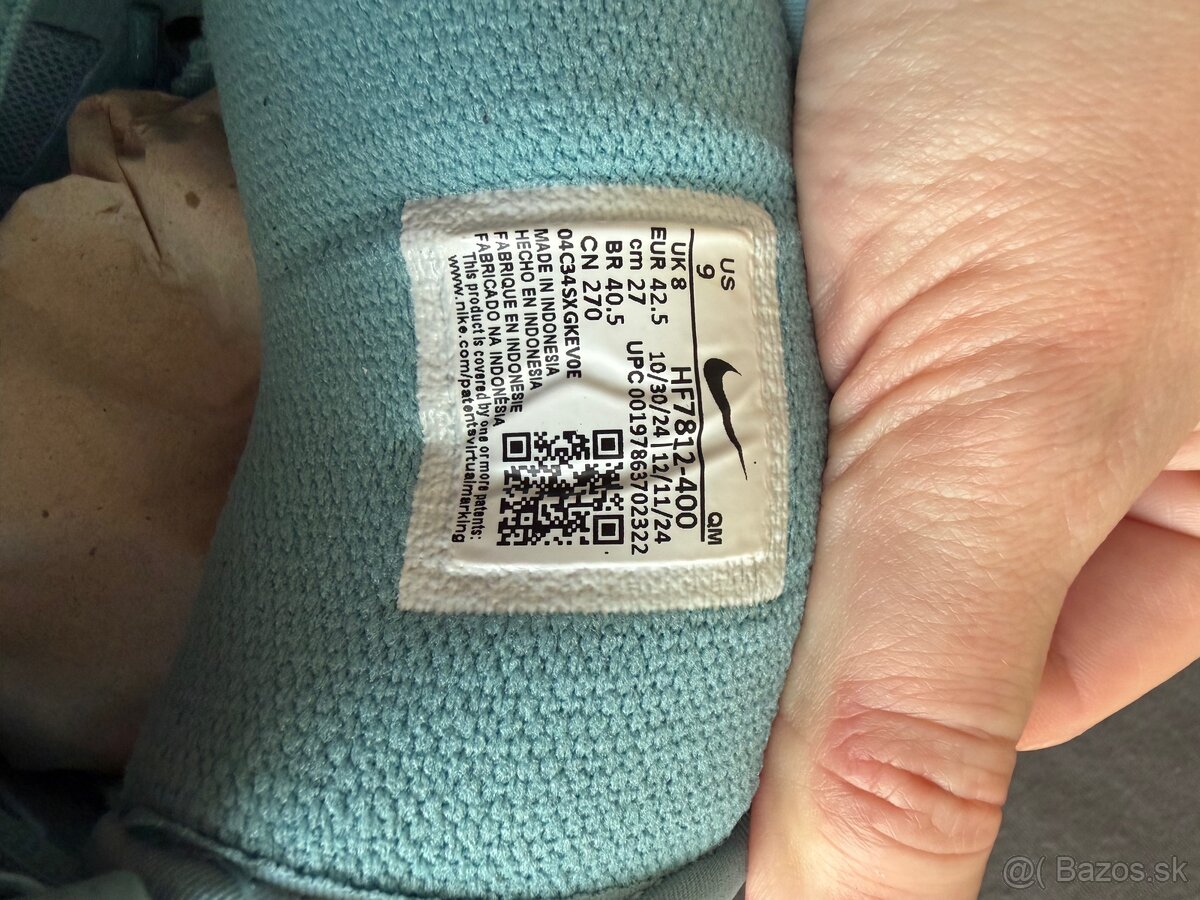 US
9
QM
UK 8
HF7812-400
EUR 42.5
10/30/24|12/11/24
cm 27
UPC 00197863702322
BR 40.5
CN 270
04C34SXGKEV0E
MADE IN INDONESIA
HECHO EN INDONESIA
FABRIQUE EN INDONESIE
FABRICADO NA INDONÉSIA
This product is covered by one or more patents:
www.nike.com/patentsvirtualmarking
@( Bazos.sk